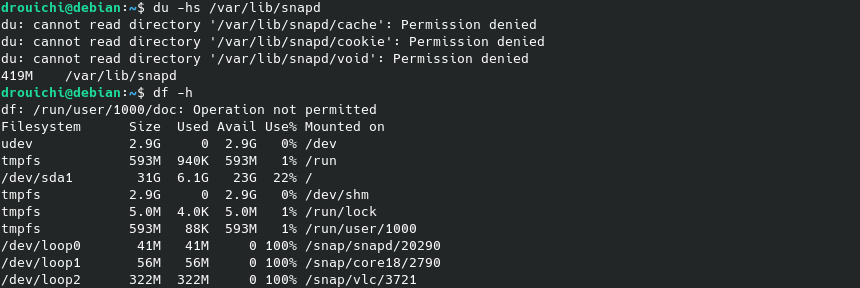 drouichi@debian:~$ du -hs /var/lib/snapd
du: cannot read directory '/var/lib/snapd/cache': Permission denied
du: cannot read directory '/var/lib/snapd/cookie': Permission denied
du: cannot read directory '/var/lib/snapd/void': Permission denied
419M    /var/lib/snapd
drouichi@debian:~$ df -h
df: /run/user/1000/doc: Operation not permitted
Filesystem      Size  Used Avail Use% Mounted on
udev            2.9G     0  2.9G   0% /dev
tmpfs           593M  940K  593M   1% /run
/dev/sda1        31G  6.1G   23G  22% /
tmpfs           2.9G     0  2.9G   0% /dev/shm
tmpfs           5.0M  4.0K  5.0M   1% /run/lock
tmpfs           593M   88K  593M   1% /run/user/1000
/dev/loop0       41M   41M     0 100% /snap/snapd/20290
/dev/loop1       56M   56M     0 100% /snap/core18/2790
/dev/loop2      322M  322M     0 100% /snap/vlc/3721